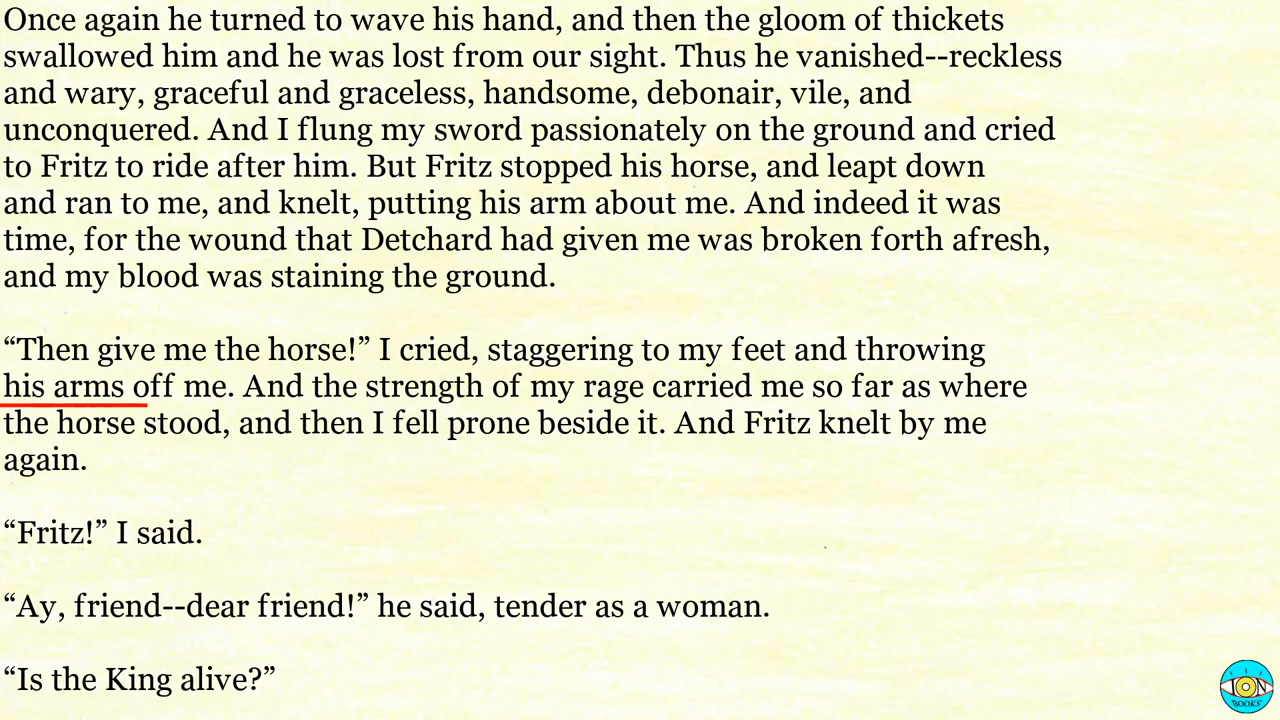 Once again he turned to wave his hand, and then the gloom of thickets
swallowed him and he was lost from our sight. Thus he vanished--reckless
and wary, graceful and graceless, handsome, debonair, vile, and
unconquered. And I flung my sword passionately on the ground and cried
to Fritz to ride after him. But Fritz stopped his horse, and leapt down
and ran to me, and knelt, putting his arm about me. And indeed it was
time, for the wound that Detchard had given me was broken forth afresh,
and my blood was staining the ground.
“Then give me the horse!” I cried, staggering to my feet and throwing
his arms off me. And the strength of my rage carried me so far as where
the horse stood, and then I fell prone beside it. And Fritz knelt by me
again.
“Fritz!” I said.
“Ay, friend--dear friend!” he said, tender as a woman.
“Is the King alive?”
ION
BOOKS